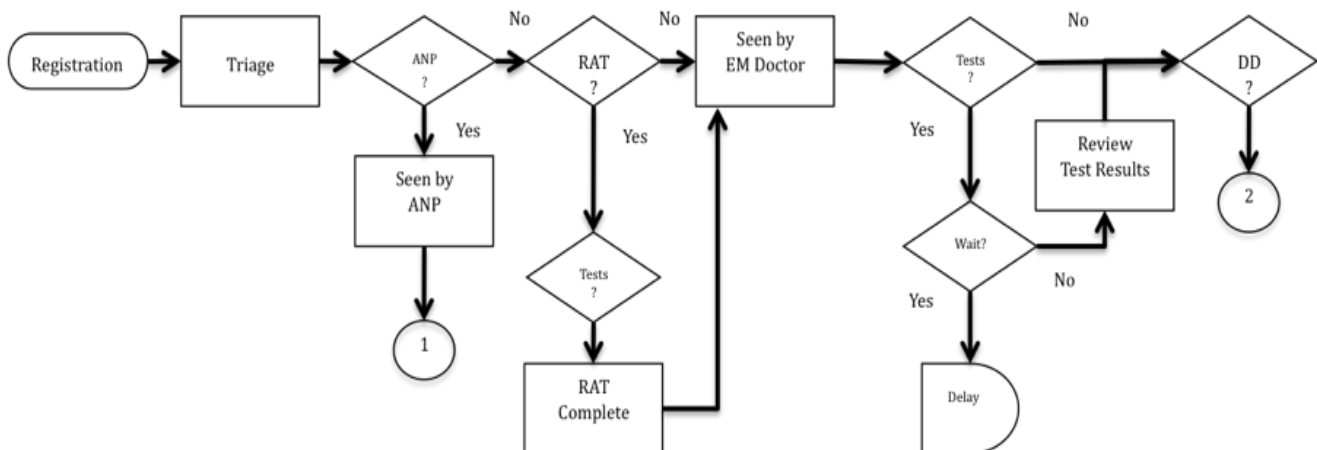 Registration
Triage
ANP
?
No
Yes
Seen by
ANP
1
RAT
?
No
Yes
Tests
?
RAT
Complete
Seen by
EM Doctor
Tests
?
No
Yes
Wait?
Yes
No
Delay
Review
Test Results
DD
?
2